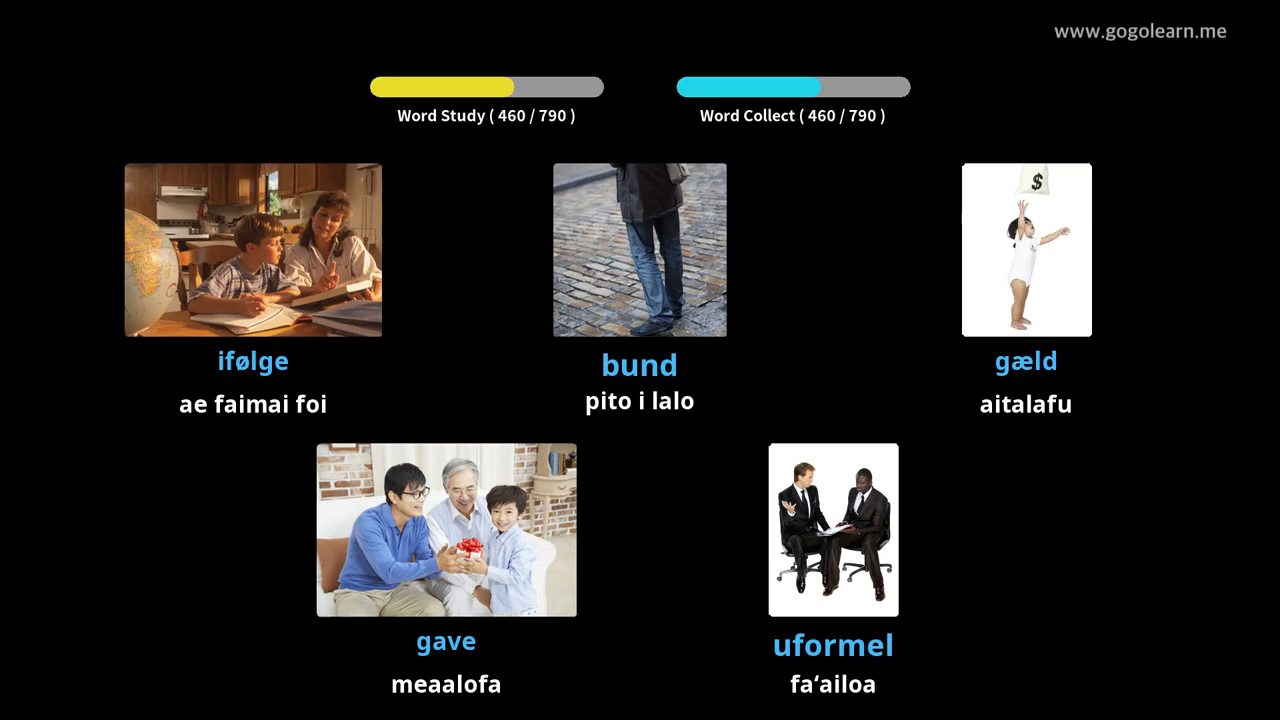 www.gogolearn.me
Word Study ( 460 / 790 )
Word Collect ( 460 / 790 )
$
ifølge
bund
gæld
ae faimai foi
pito i lalo
aitalafu
gave
uformel
meaalofa
fa‘ailoa